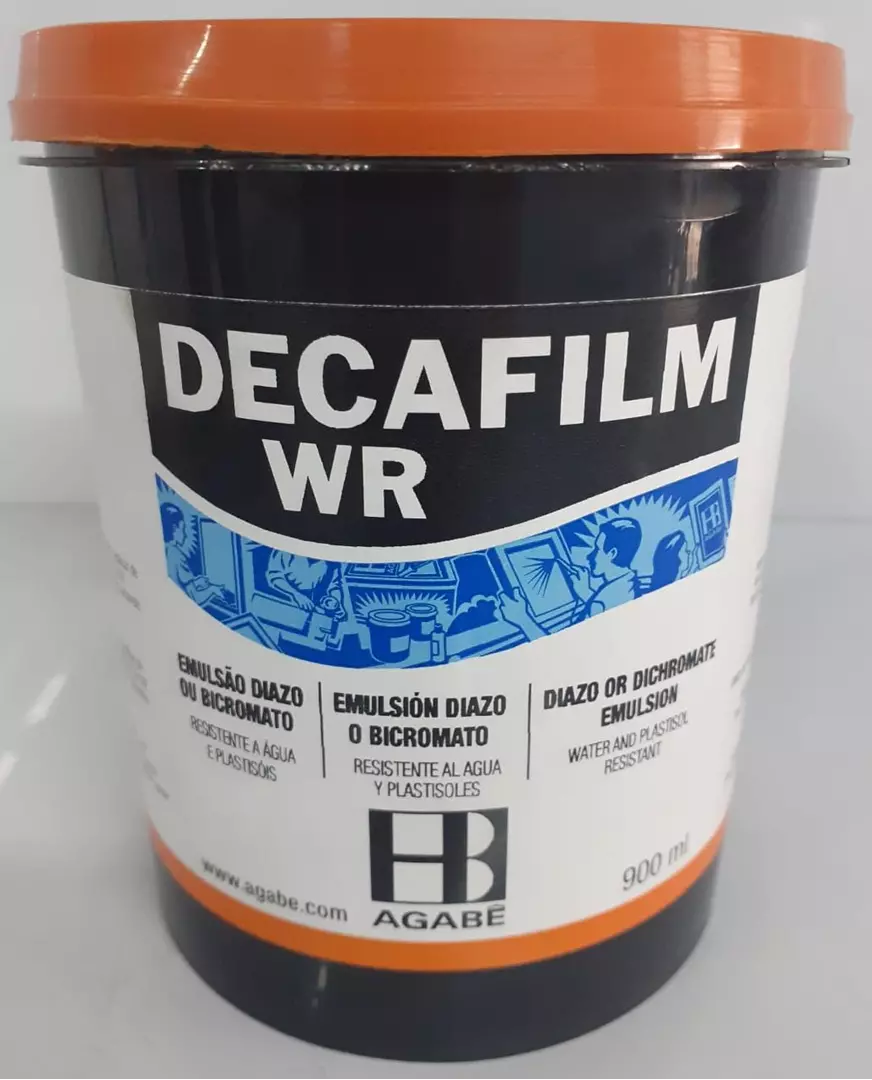 DECAFILM
WR
EMULSÃO DIAZO
OU BICROMATO
RESISTENTE A ÁGUA
E PLASTISÓIS
EMULSIÓN DIAZO
O BICROMATO
RESISTENTE AL AGUA
Y PLASTISOLES
DIAZO OR DICHROMATE
EMULSION
WATER AND PLASTISOL
RESISTANT
HB
AGABÊ
www.agabe.com
900 ml